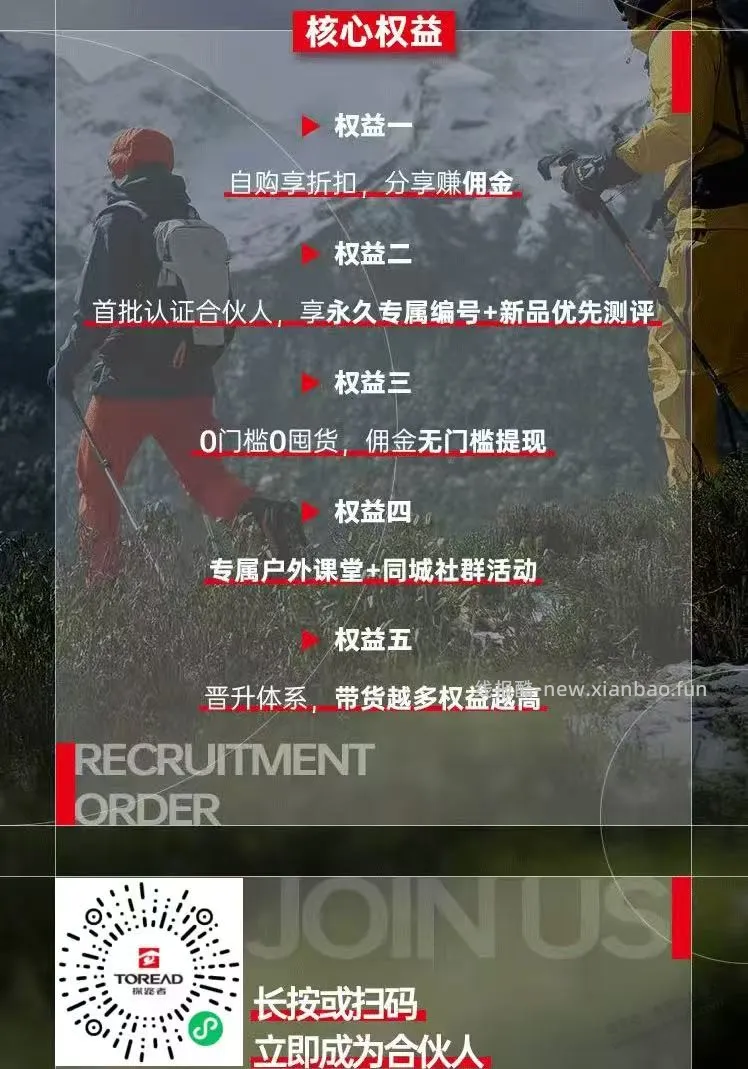 核心权益
权益一
自购享折扣，分享赚佣金
权益二
首批认证合伙人，享永久专属编号+新品优先测评
权益三
0门槛0囤货，佣金无门槛提现
权益四
专属户外课堂+同城社群活动
权益五
晋升体系，带货越多权益越高
线报酷 new.xianbao.fun
RECRUITMENT
ORDER
JOIN US
TOREAD
探路者
长按或扫码
立即成为合伙人